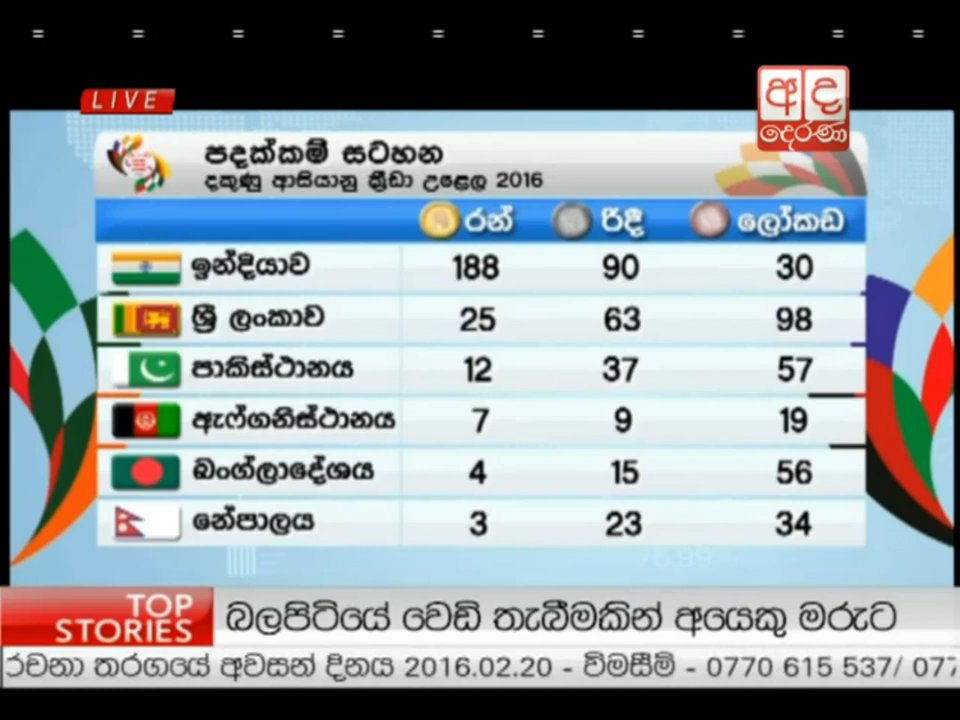 LIVE
අද
දෙරණ
පදක්කම් සටහන
දකුණු ආසියානු ක්‍රීඩා උළෙල 2016
රන් රිදී ලෝකඩ
ඉන්දියාව 188 90 30
ශ්‍රී ලංකාව 25 63 98
පාකිස්ථානය 12 37 57
ඇෆ්ගනිස්ථානය 7 9 19
බංග්ලාදේශය 4 15 56
නේපාලය 3 23 34
TOP
STORIES
බලපිටියේ වෙඩි තැබීමකින් අයෙකු මරුට
රචනා තරගයේ අවසන් දිනය 2016.02.20 - විමසීම් - 0770 615 537/ 077